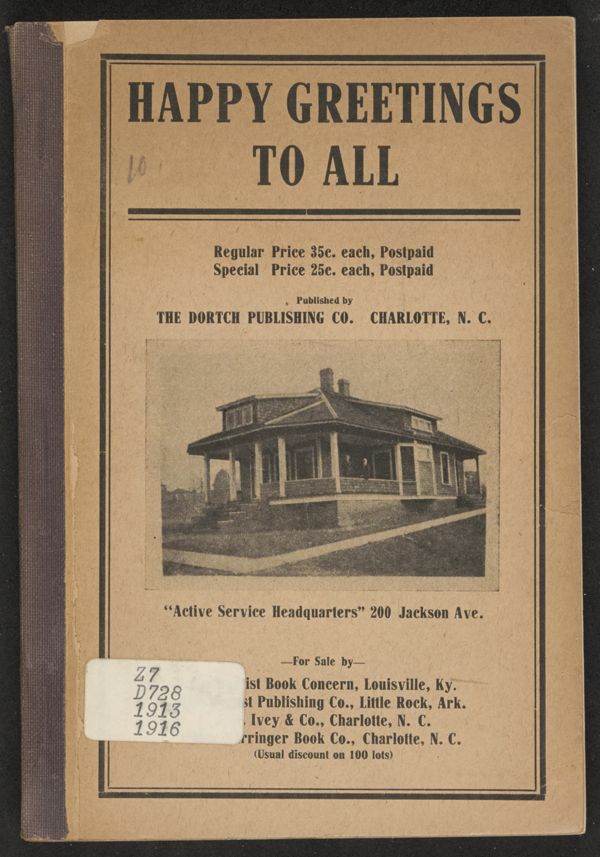 HAPPY GREETINGS
TO ALL
10
Regular Price 35c. each, Postpaid
Special Price 25c. each, Postpaid
Published by
THE DORTCH PUBLISHING CO. CHARLOTTE, N. C.
"Active Service Headquarters" 200 Jackson Ave.
—For Sale by—
ist Book Concern, Louisville, Ky.
st Publishing Co., Little Rock, Ark.
. Ivey & Co., Charlotte, N. C.
rringer Book Co., Charlotte, N. C.
(Usual discount on 100 lots)
Z7
D728
1913
1916